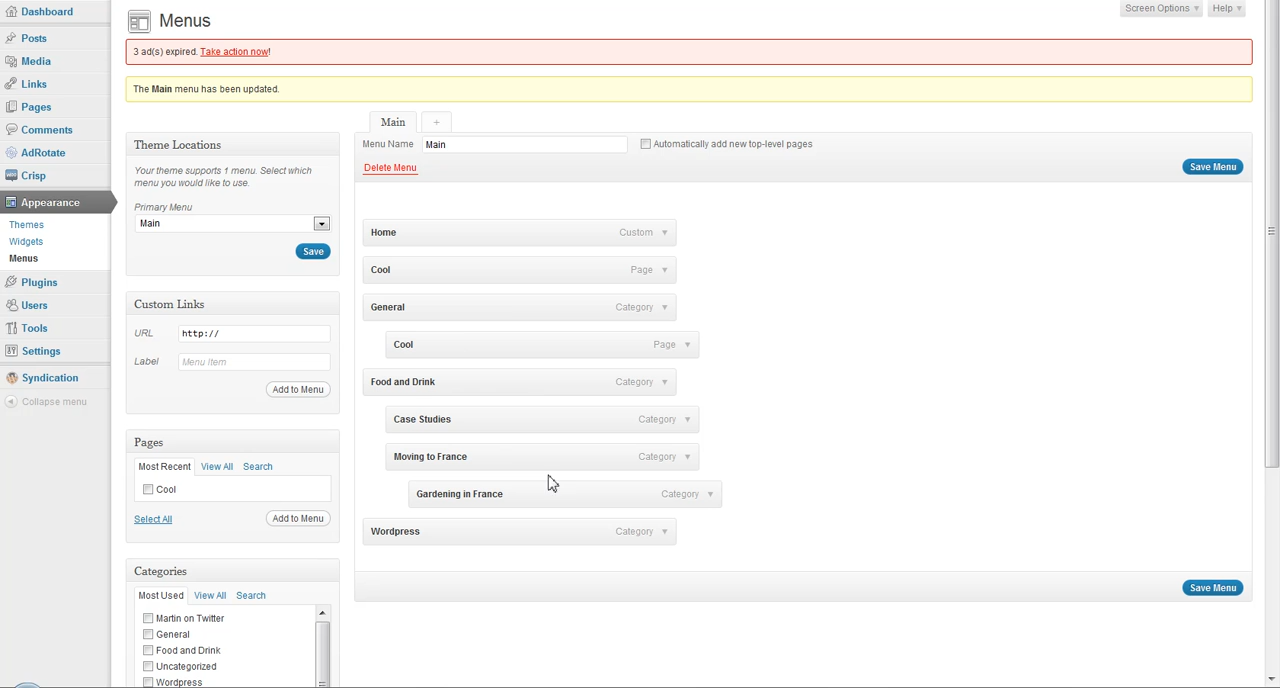 Dashboard
Posts
Media
Links
Pages
Comments
AdRotate
Crisp
Appearance
Themes
Widgets
Menus
Plugins
Users
Tools
Settings
Syndication
Collapse menu
Screen Options
Help
Menus
3 ad(s) expired. Take action now!
The Main menu has been updated.
Theme Locations
Your theme supports 1 menu. Select which
menu you would like to use.
Primary Menu
Main
Save
Custom Links
URL http://
Label Menu Item
Add to Menu
Pages
Most Recent View All Search
Cool
Select All Add to Menu
Categories
Most Used View All Search
Martin on Twitter
General
Food and Drink
Uncategorized
Wordpress
Main +
Menu Name Main Automatically add new top-level pages
Delete Menu Save Menu
Home Custom
Cool Page
General Category
Cool Page
Food and Drink Category
Case Studies Category
Moving to France Category
Gardening in France Category
Wordpress Category
Save Menu